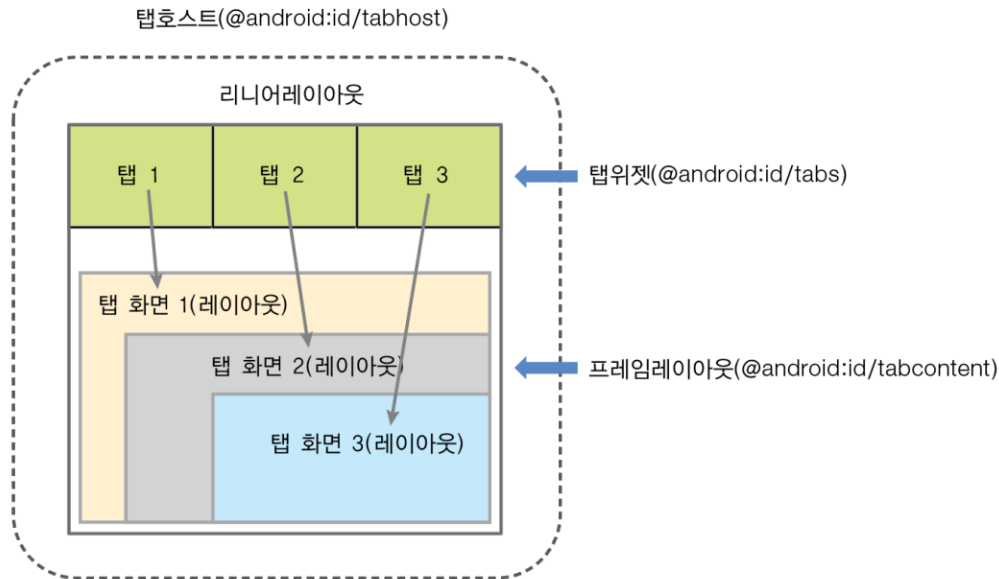 탭호스트(@android:id/tabhost)
리니어레이아웃
탭 1
탭 2
탭 3
탭위젯(@android:id/tabs)
탭 화면 1(레이아웃)
탭 화면 2(레이아웃)
프레임레이아웃(@android:id/tabcontent)
탭 화면 3(레이아웃)